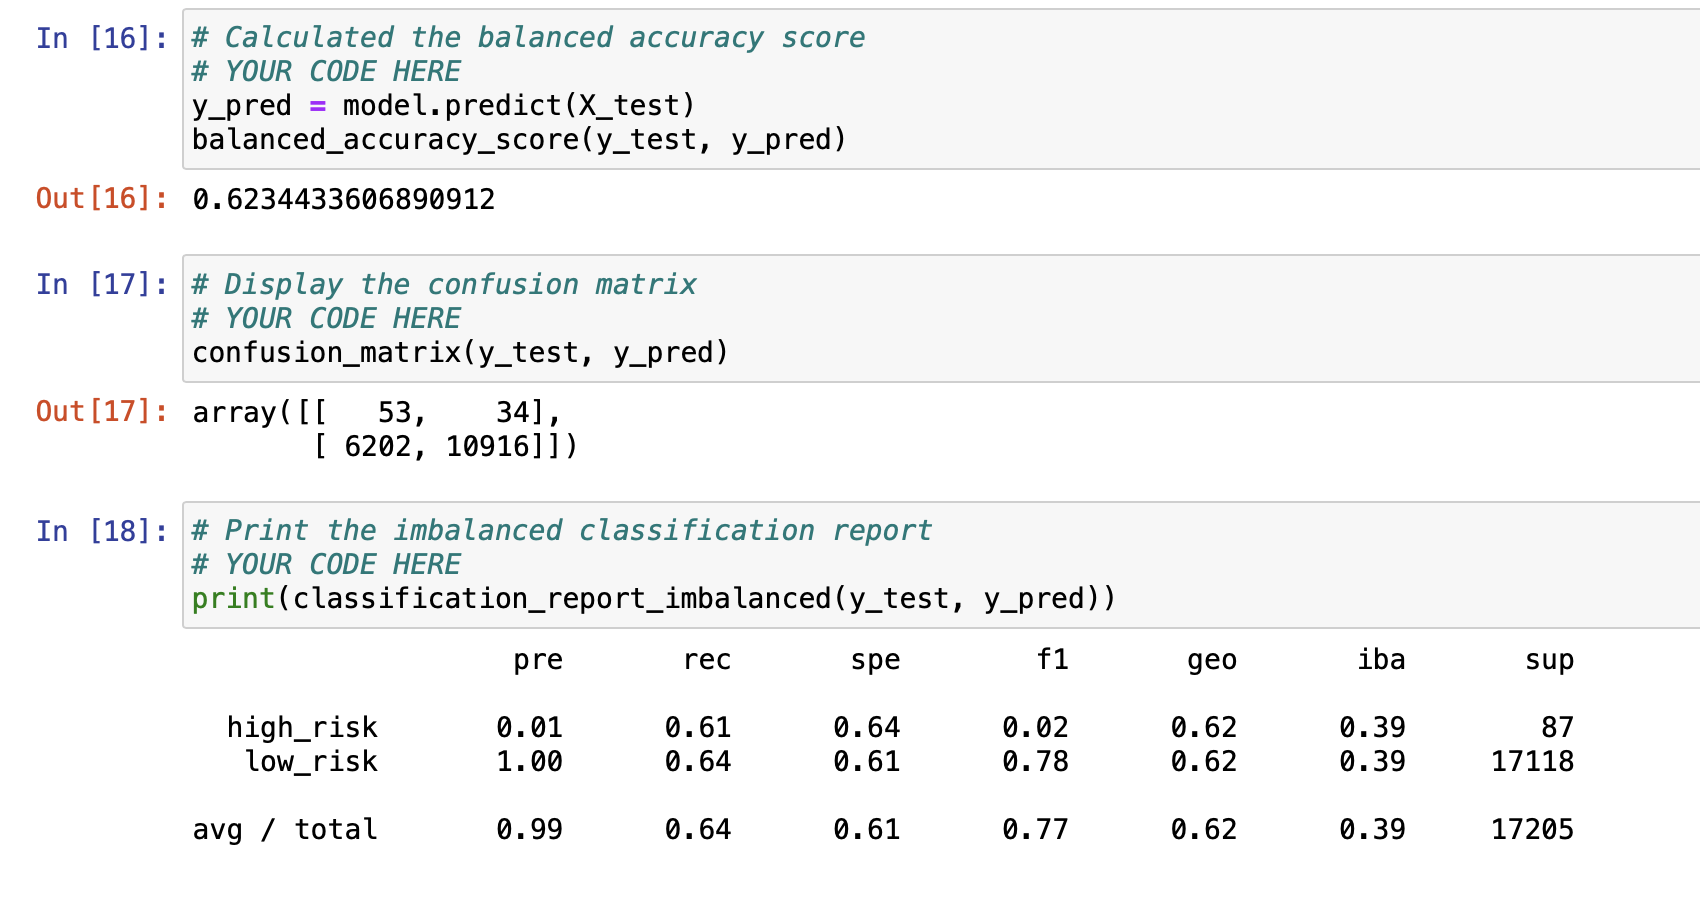 In [16]: # Calculated the balanced accuracy score
# YOUR CODE HERE
y_pred = model.predict(X_test)
balanced_accuracy_score(y_test, y_pred)
Out[16]: 0.6234433606890912
In [17]: # Display the confusion matrix
# YOUR CODE HERE
confusion_matrix(y_test, y_pred)
Out[17]: array([[   53,    34],
       [ 6202, 10916]])
In [18]: # Print the imbalanced classification report
# YOUR CODE HERE
print(classification_report_imbalanced(y_test, y_pred))
                   pre       rec       spe        f1       geo       iba       sup
  high_risk       0.01      0.61      0.64      0.02      0.62      0.39        87
   low_risk       1.00      0.64      0.61      0.78      0.62      0.39     17118
avg / total       0.99      0.64      0.61      0.77      0.62      0.39     17205